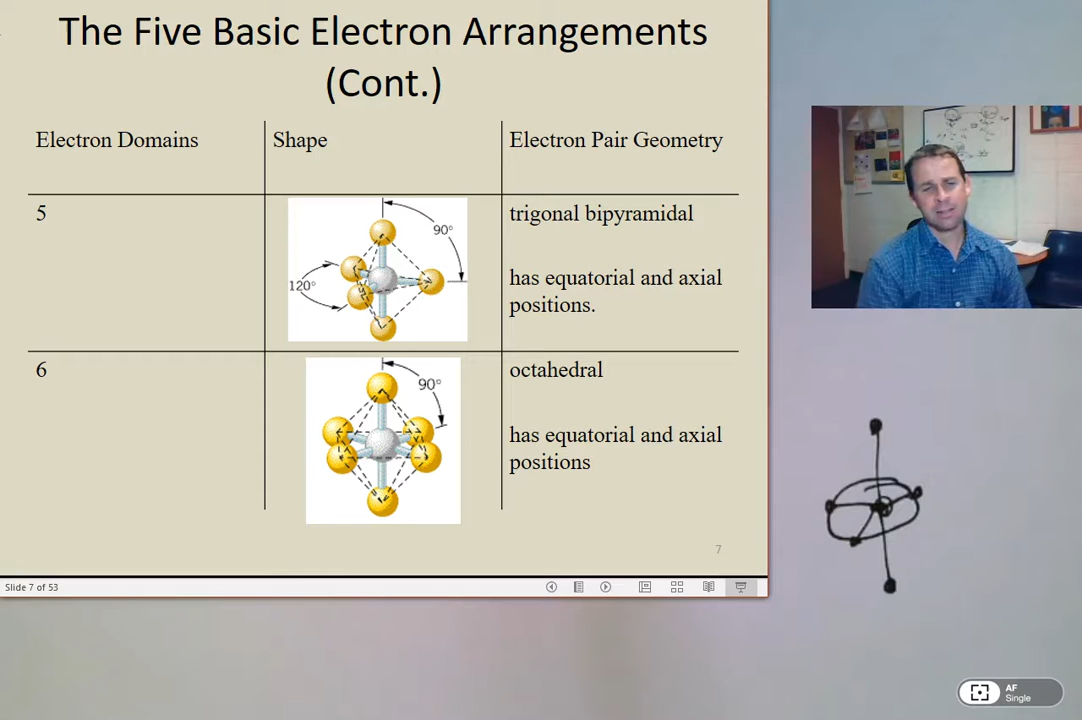 The Five Basic Electron Arrangements
(Cont.)
Electron Domains
Shape
Electron Pair Geometry
5
90°
120°
trigonal bipyramidal
has equatorial and axial
positions.
6
90°
octahedral
has equatorial and axial
positions
7
Slide 7 of 53
AF
Single